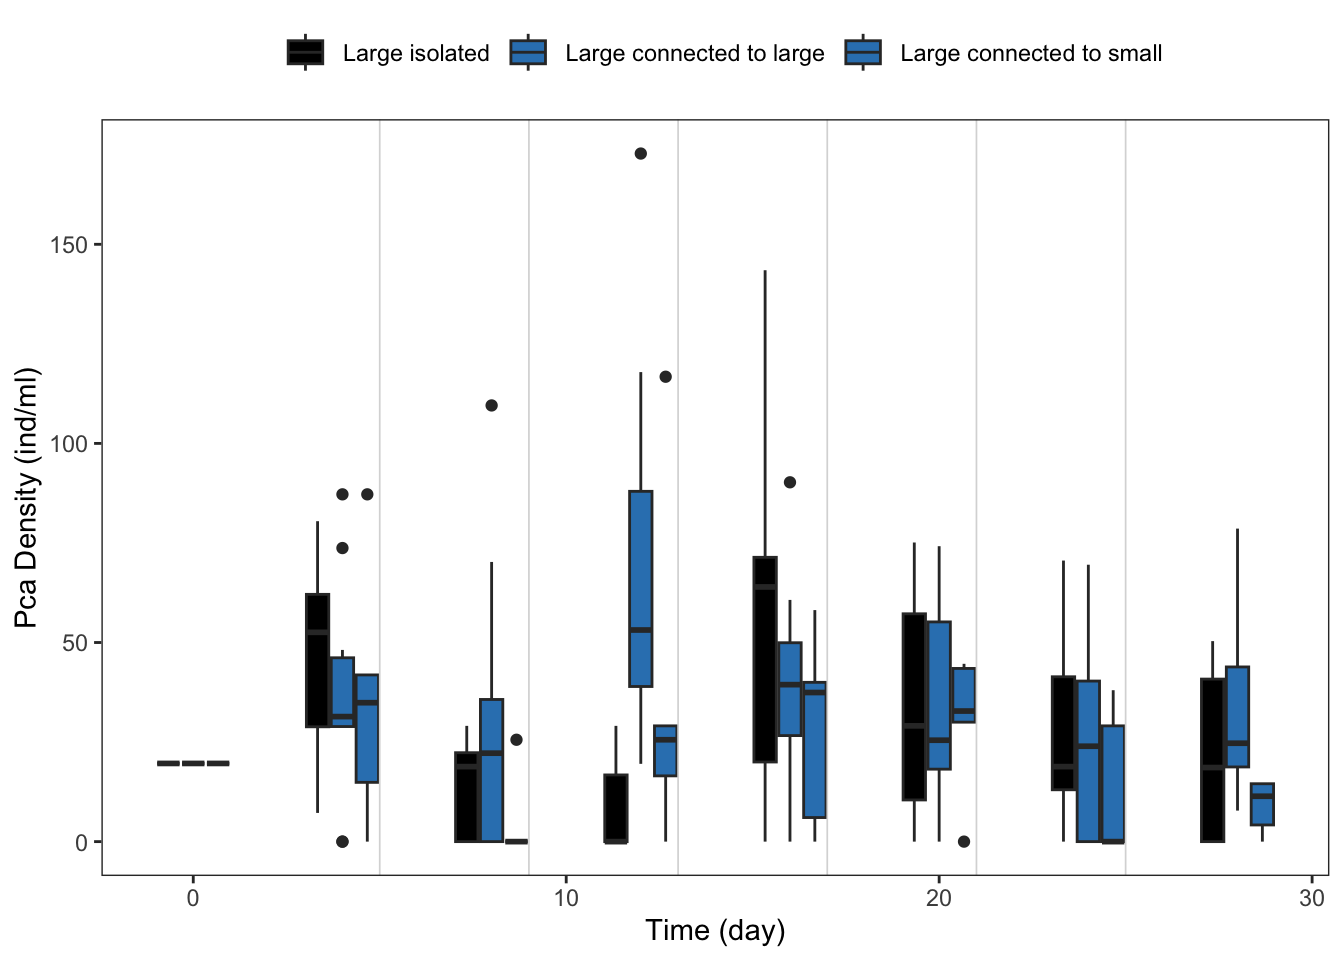 Large isolated Large connected to large Large connected to small
Pca Density (ind/ml)
150
100
50
0
0 10 20 30
Time (day)